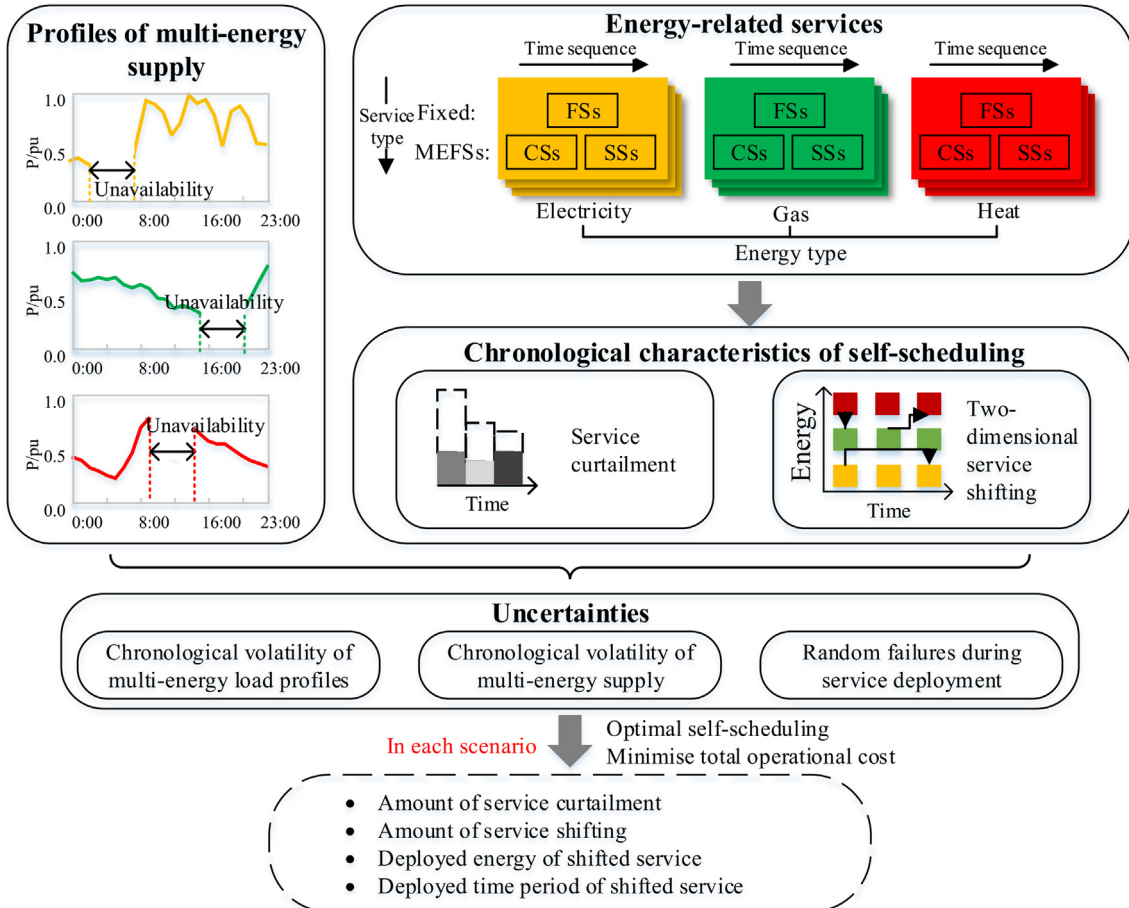 Profiles of multi-energy
supply
P/pu
1.0
0.5
0.0
Unavailability
0:00 8:00 16:00 23:00
P/pu
1.0
0.5
0.0
Unavailability
0:00 8:00 16:00 23:00
P/pu
1.0
0.5
0.0
Unavailability
0:00 8:00 16:00 23:00
Energy-related services
Time sequence Time sequence Time sequence
Service
type
Fixed:
MEFSs:
FSs
CSs SSs
FSs
CSs SSs
FSs
CSs SSs
Electricity Gas Heat
Energy type
Chronological characteristics of self-scheduling
Time
Service
curtailment
Energy
Time
Two-
dimensional
service
shifting
Uncertainties
Chronological volatility of
multi-energy load profiles
Chronological volatility of
multi-energy supply
Random failures during
service deployment
In each scenario
Optimal self-scheduling
Minimise total operational cost
• Amount of service curtailment
• Amount of service shifting
• Deployed energy of shifted service
• Deployed time period of shifted service